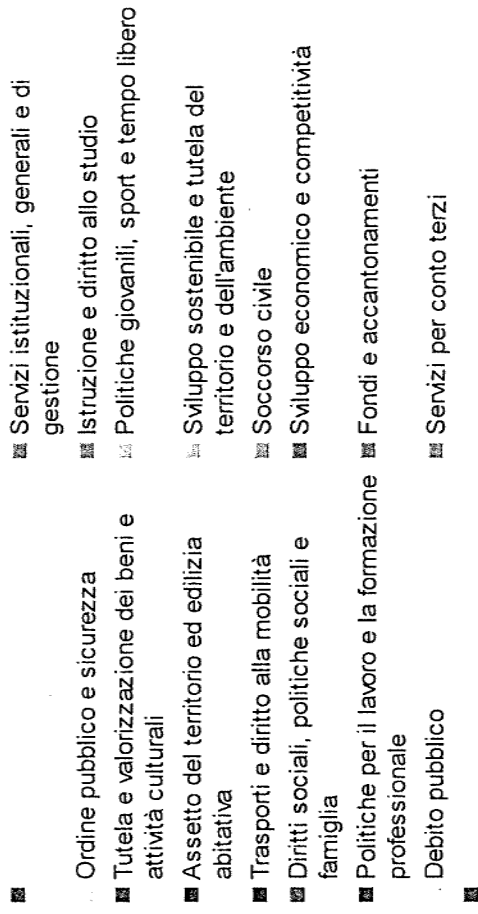 Servizi istituzionali, generali e di
gestione
Istruzione e diritto allo studio
Politiche giovanili, sport e tempo libero
Sviluppo sostenibile e tutela del
territorio e dell'ambiente
Soccorso civile
Sviluppo economico e competitività
Fondi e accantonamenti
Servizi per conto terzi
Ordine pubblico e sicurezza
Tutela e valorizzazione dei beni e
attività culturali
Assetto del territorio ed edilizia
abitativa
Trasporti e diritto alla mobilità
Diritti sociali, politiche sociali e
famiglia
Politiche per il lavoro e la formazione
professionale
Debito pubblico